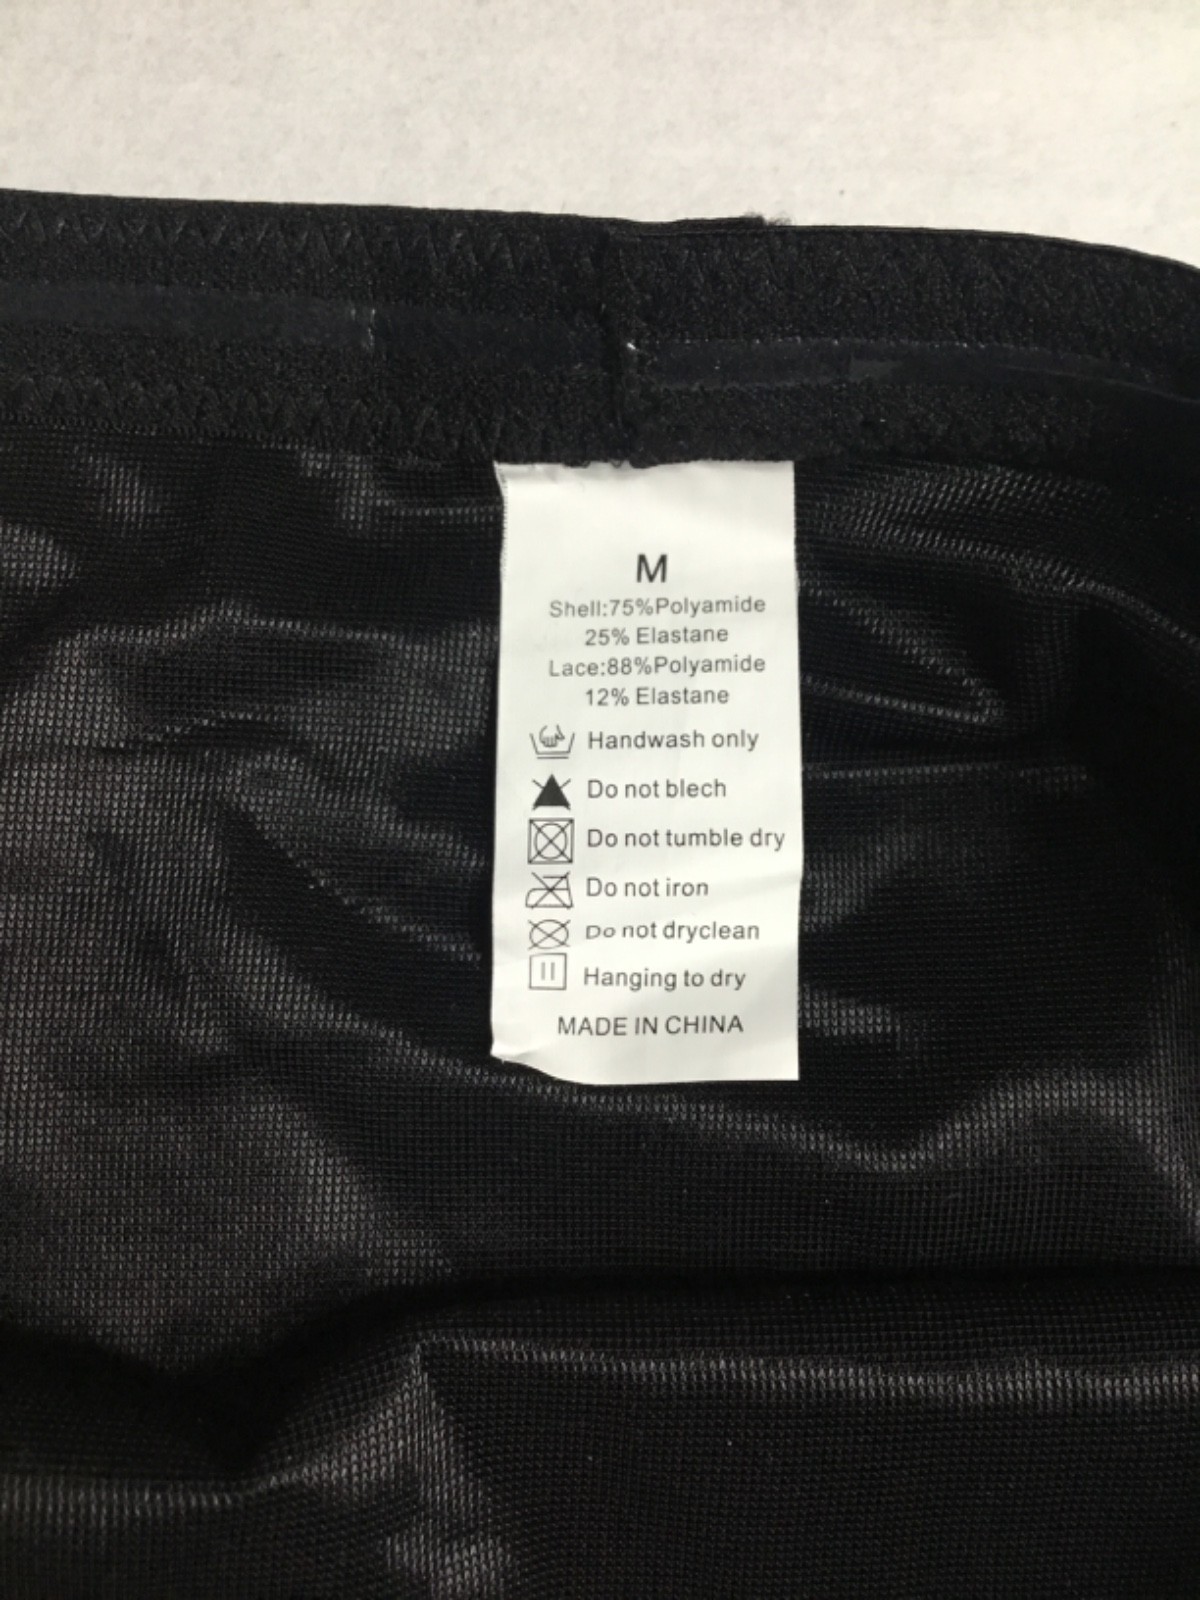 M
Shell:75%Polyamide
25% Elastane
Lace:88%Polyamide
12% Elastane
Handwash only
Do not blech
Do not tumble dry
Do not iron
Do not dryclean
Hanging to dry
MADE IN CHINA